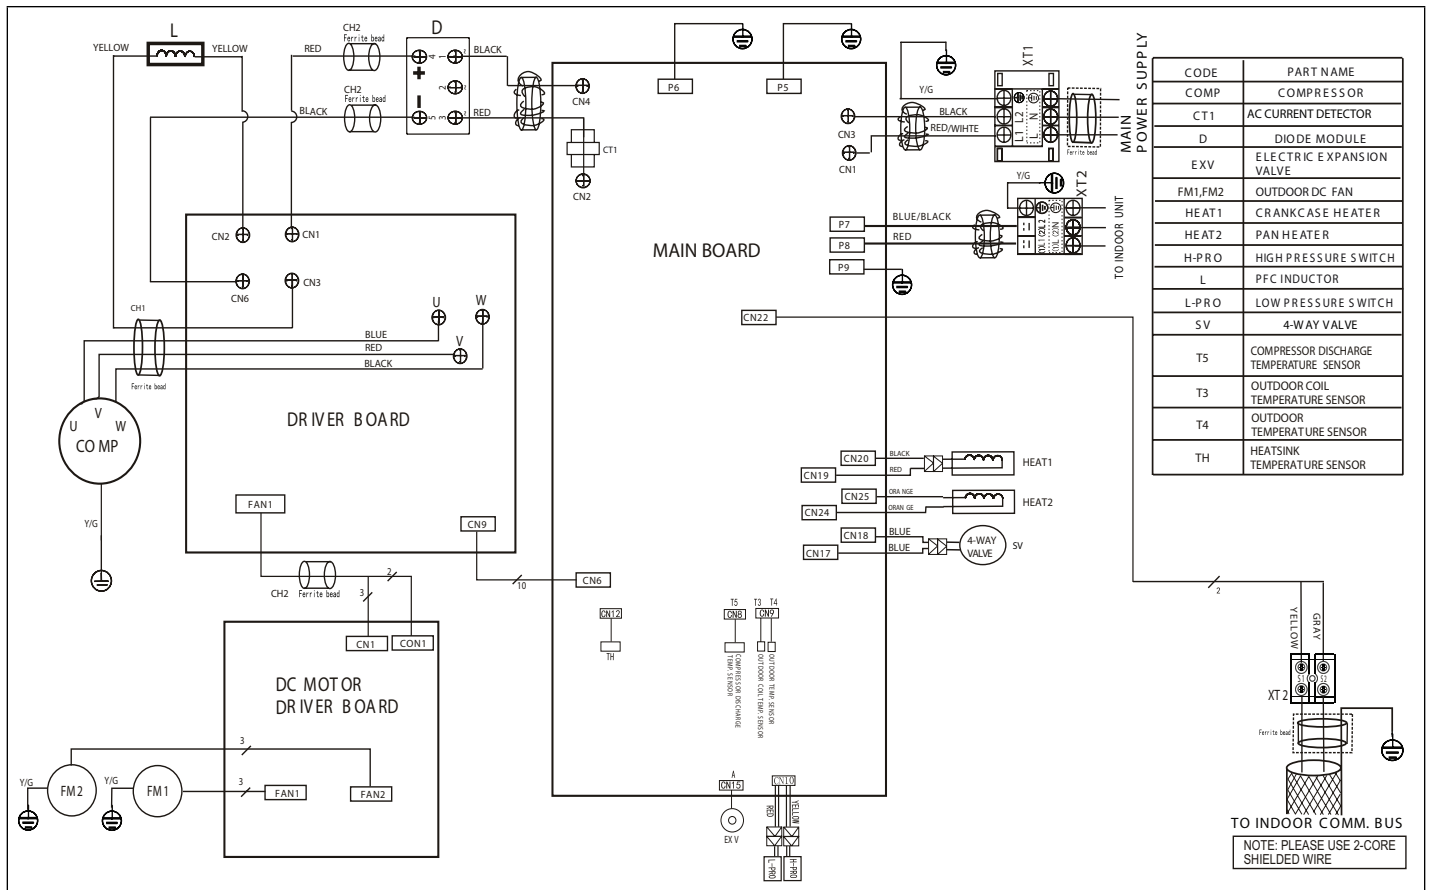 L
YELLOW
YELLOW
RED
CH2
Ferrite bead
D
BLACK
4
1
~
+
2
~
−
5
3
~
CH2
Ferrite bead
BLACK
RED
CN4
CT1
CN2
P6
P5
Y/G
XT1
BLACK
CN3
RED/WIHTE
CN1
L1
L2
L
N
Ferrite bead
MAIN
POWER SUPPLY
Y/G
XT2
P7
BLUE/BLACK
P8
RED
P9
TO INDOOR UNIT
CODE PART NAME
COMP COMPRESSOR
CT1 AC CURRENT DETECTOR
D DIODE MODULE
EXV ELECTRIC EXPANSION
VALVE
FM1,FM2 OUTDOOR DC FAN
HEAT1 CRANKCASE HEATER
HEAT2 PAN HEATER
H-PRO HIGH PRESSURE SWITCH
L PFC INDUCTOR
L-PRO LOW PRESSURE SWITCH
SV 4-WAY VALVE
T5 COMPRESSOR DISCHARGE
TEMPERATURE SENSOR
T3 OUTDOOR COIL
TEMPERATURE SENSOR
T4 OUTDOOR
TEMPERATURE SENSOR
TH HEATSINK
TEMPERATURE SENSOR
CN2
CN1
CN6
CN3
CH1
Ferrite bead
U
W
V
BLUE
RED
BLACK
MAIN BOARD
CN22
DRIVER BOARD
U
V
W
COMP
Y/G
FAN1
CN9
10
CN6
CH2
Ferrite bead
2
3
CN1
CON1
DC MOTOR
DRIVER BOARD
3
3
FAN1
FAN2
Y/G
FM2
Y/G
FM1
CN20
BLACK
CN19
RED
HEAT1
CN25
ORANGE
CN24
ORANGE
HEAT2
CN18
BLUE
CN17
BLUE
4-WAY
VALVE
SV
CN12
TH
T5
CN8
COMPRESSOR DISCHARGE
TEMP. SENSOR
T3
T4
CN9
OUTDOOR COIL TEMP. SENSOR
OUTDOOR TEMP. SENSOR
A
CN15
EXV
CN10
RED
YELLOW
L-PRO
H-PRO
2
YELLOW
GRAY
XT2
S1
S2
Ferrite bead
TO INDOOR COMM. BUS
NOTE: PLEASE USE 2-CORE
SHIELDED WIRE